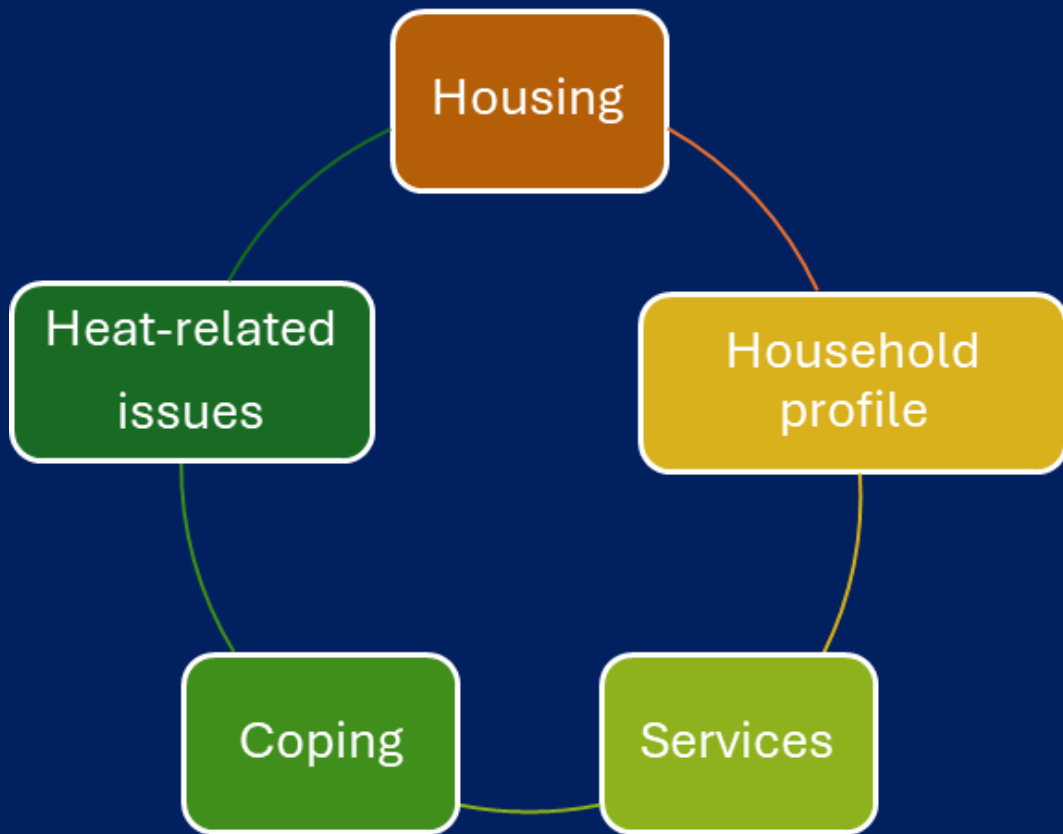 Housing
Household
profile
Services
Coping
Heat-related
issues